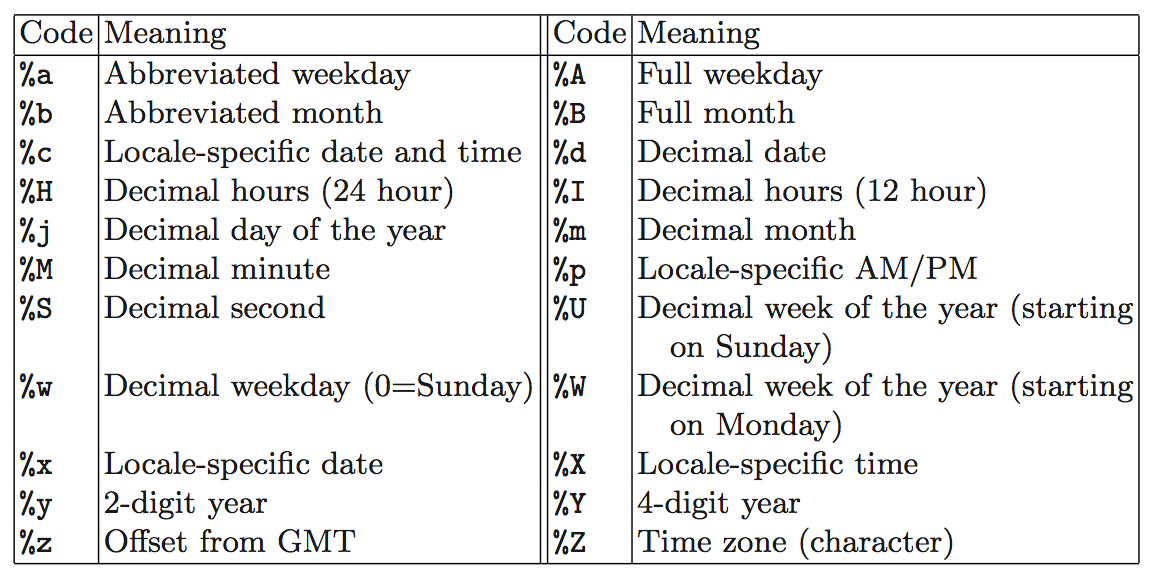 Code Meaning Code Meaning
%a Abbreviated weekday %A Full weekday
%b Abbreviated month %B Full month
%c Locale-specific date and time %d Decimal date
%H Decimal hours (24 hour) %I Decimal hours (12 hour)
%j Decimal day of the year %m Decimal month
%M Decimal minute %p Locale-specific AM/PM
%S Decimal second %U Decimal week of the year (starting
on Sunday)
%w Decimal weekday (0=Sunday) %W Decimal week of the year (starting
on Monday)
%x Locale-specific date %X Locale-specific time
%y 2-digit year %Y 4-digit year
%z Offset from GMT %Z Time zone (character)